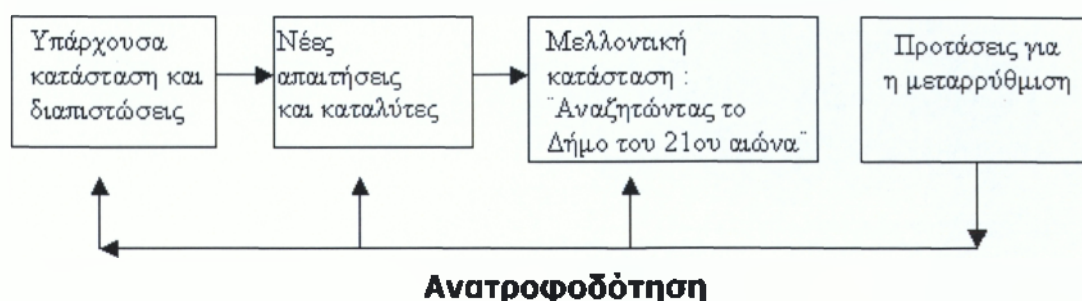 Υπάρχουσα
κατάσταση και
διαπιστώσεις
Νέες
απαιτήσεις
και καταλύτες
Μελλοντική
κατάσταση :
¨Αναζητώντας το
Δήμο του 21ου αιώνα¨
Προτάσεις για
η μεταρρύθμιση
Ανατροφοδότηση